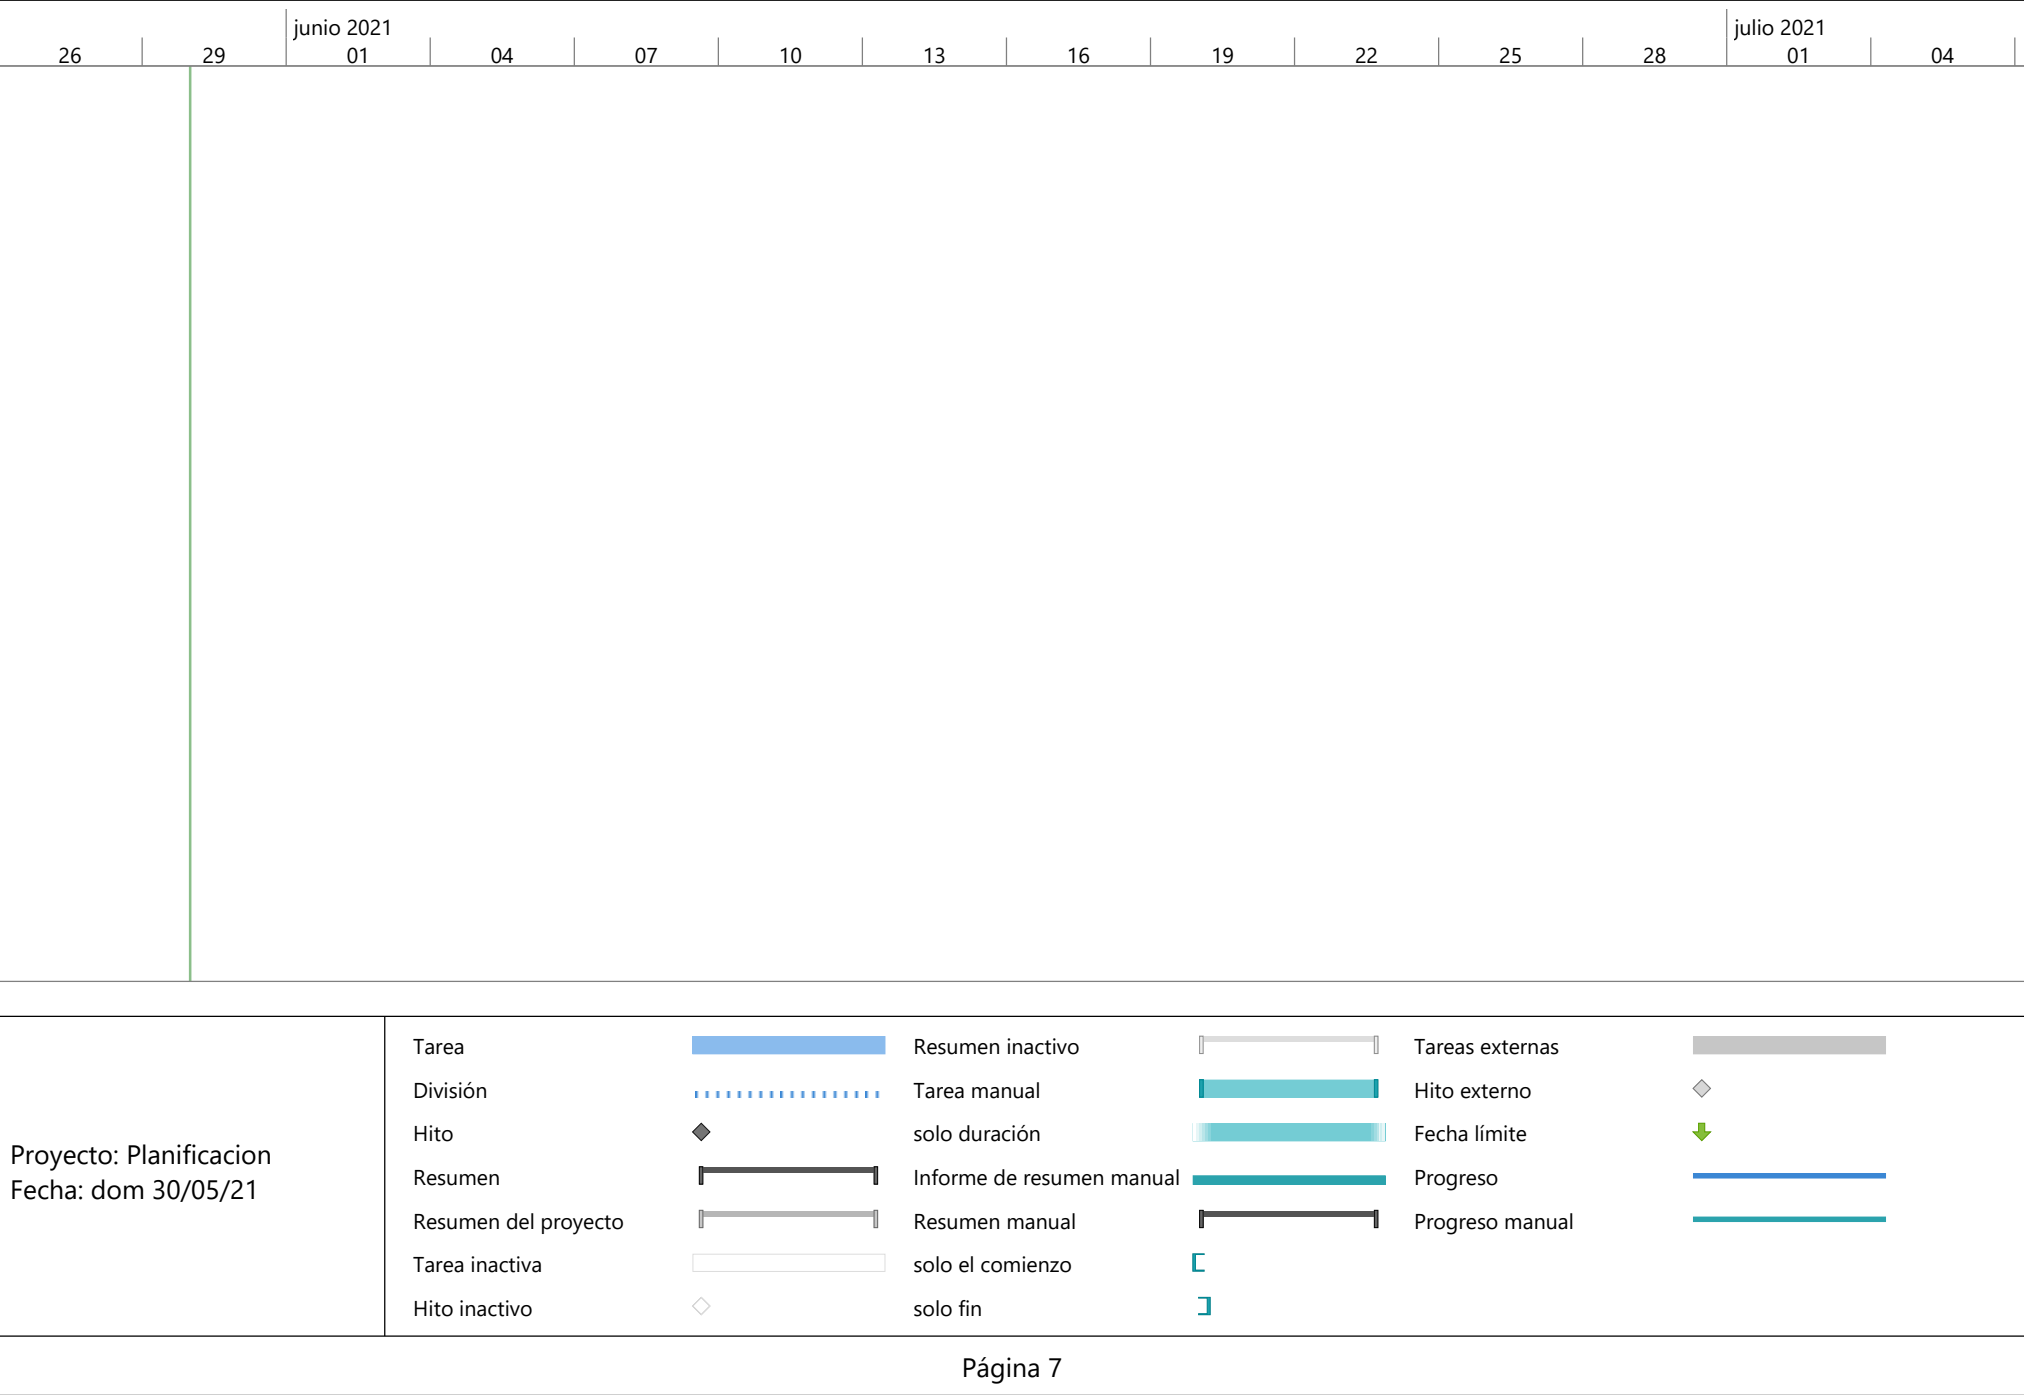 junio 2021 julio 2021
26 29 01 04 07 10 13 16 19 22 25 28 01 04
Proyecto: Planificacion
Fecha: dom 30/05/21
Tarea
División
Hito
Resumen
Resumen del proyecto
Tarea inactiva
Hito inactivo
Resumen inactivo
Tarea manual
solo duración
Informe de resumen manual
Resumen manual
solo el comienzo
solo fin
Tareas externas
Hito externo
Fecha límite
Progreso
Progreso manual
Página 7